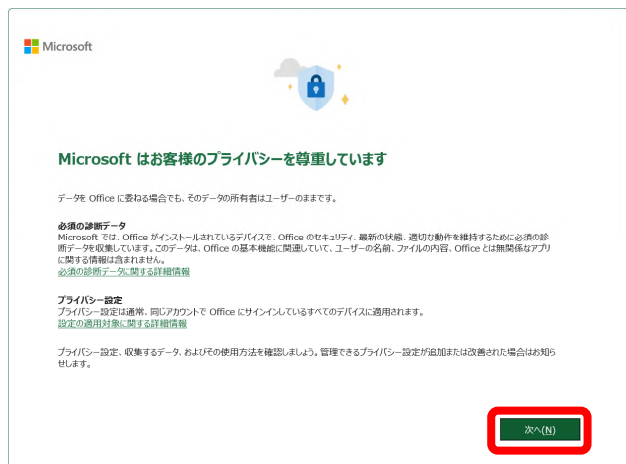 Microsoft
Microsoft はお客様のプライバシーを尊重しています
データを Office に委ねる場合でも、そのデータの所有者はユーザーのままです。
必須の診断データ
Microsoft では、Office がインストールされているデバイスで、Office のセキュリティ、最新の状態、適切な動作を維持するために必須の診
断データを収集しています。このデータは、Office の基本機能に関連していて、ユーザーの名前、ファイルの内容、Office とは無関係なアプリ
に関する情報は含まれません。
必須の診断データに関する詳細情報
プライバシー設定
プライバシー設定は通常、同じアカウントで Office にサインインしているすべてのデバイスに適用されます。
設定の適用対象に関する詳細情報
プライバシー設定、収集するデータ、およびその使用方法を確認しましょう。管理できるプライバシー設定が追加または改善された場合はお知ら
せします。
次へ(N)